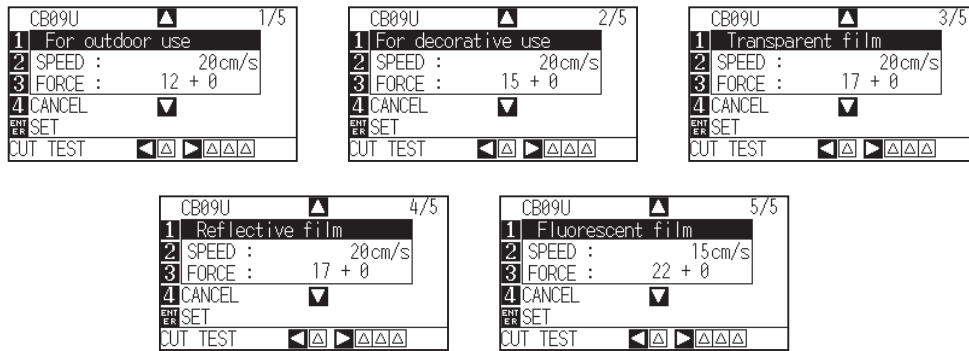 CB09U ▲ 1/5
1 For outdoor use
2 SPEED : 20cm/s
3 FORCE : 12 + 0
4 CANCEL ▼
ENTER SET
CUT TEST ◀△ ▶△△△
CB09U ▲ 2/5
1 For decorative use
2 SPEED : 20cm/s
3 FORCE : 15 + 0
4 CANCEL ▼
ENTER SET
CUT TEST ◀△ ▶△△△
CB09U ▲ 3/5
1 Transparent film
2 SPEED : 20cm/s
3 FORCE : 17 + 0
4 CANCEL ▼
ENTER SET
CUT TEST ◀△ ▶△△△
CB09U ▲ 4/5
1 Reflective film
2 SPEED : 20cm/s
3 FORCE : 17 + 0
4 CANCEL ▼
ENTER SET
CUT TEST ◀△ ▶△△△
CB09U ▲ 5/5
1 Fluorescent film
2 SPEED : 15cm/s
3 FORCE : 22 + 0
4 CANCEL ▼
ENTER SET
CUT TEST ◀△ ▶△△△